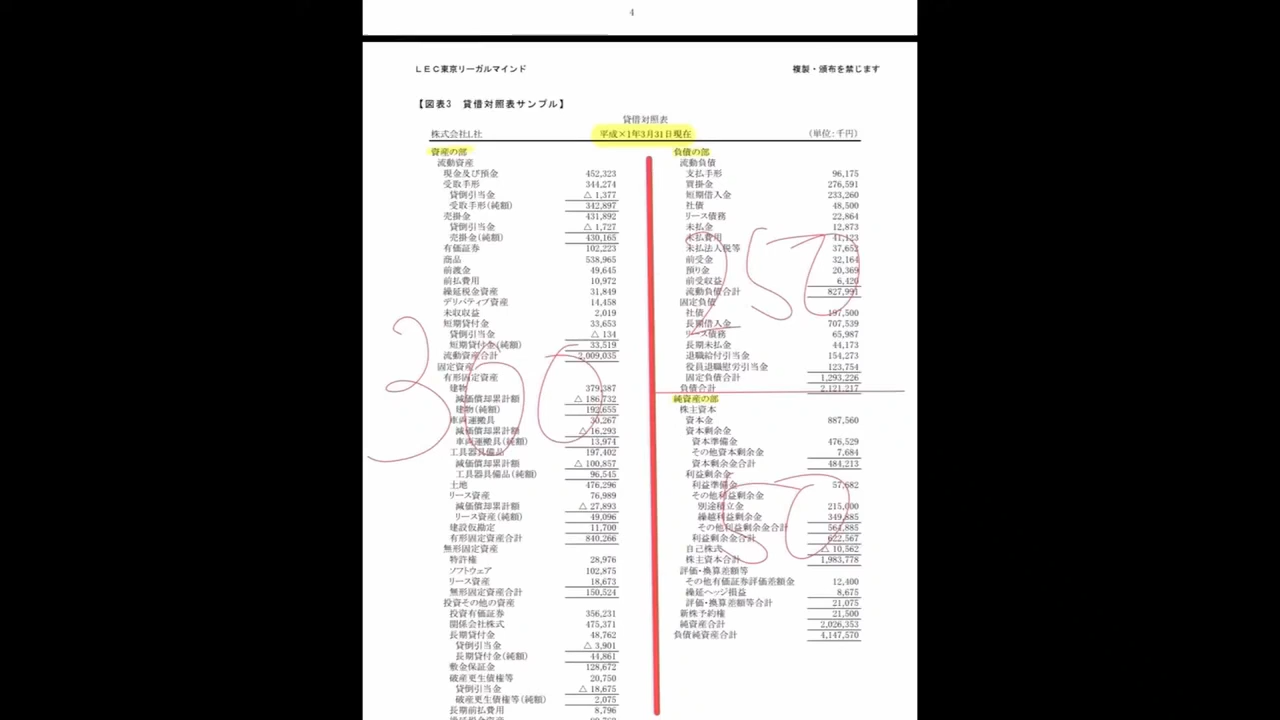 4
LEC東京リーガルマインド 複製・頒布を禁じます
【図表3 貸借対照表サンプル】
貸借対照表
株式会社L社 平成×1年3月31日現在 (単位:千円)
資産の部
流動資産
現金及び預金 452,323
受取手形 344,274
貸倒引当金 △ 1,377
受取手形(純額) 342,897
売掛金 431,892
貸倒引当金 △ 1,727
売掛金(純額) 430,165
有価証券 102,223
商品 538,965
前渡金 49,645
前払費用 10,972
繰延税金資産 31,849
デリバティブ資産 14,458
未収収益 2,019
短期貸付金 33,653
貸倒引当金 △ 134
短期貸付金(純額) 33,519
流動資産合計 2,009,035
固定資産
有形固定資産
建物 379,387
減価償却累計額 △ 186,732
建物(純額) 192,655
車両運搬具 30,267
減価償却累計額 △ 16,293
車両運搬具(純額) 13,974
工具器具備品 197,402
減価償却累計額 △ 100,857
工具器具備品(純額) 96,545
土地 476,296
リース資産 76,989
減価償却累計額 △ 27,893
リース資産(純額) 49,096
建設仮勘定 11,700
有形固定資産合計 840,266
無形固定資産
特許権 28,976
ソフトウェア 102,875
リース資産 18,673
無形固定資産合計 150,524
投資その他の資産
投資有価証券 356,231
関係会社株式 475,371
長期貸付金 48,762
貸倒引当金 △ 3,901
長期貸付金(純額) 44,861
敷金保証金 128,672
破産更生債権等 20,750
貸倒引当金 △ 18,675
破産更生債権等(純額) 2,075
長期前払費用 8,796
300
負債の部
流動負債
支払手形 96,175
買掛金 276,591
短期借入金 233,260
社債 48,500
リース債務 22,864
未払金 12,873
未払費用 41,123
未払法人税等 37,652
前受金 32,164
預り金 20,369
前受収益 6,420
流動負債合計 827,991
固定負債
社債 197,500
長期借入金 707,539
リース債務 65,987
長期未払金 44,173
退職給付引当金 154,273
役員退職慰労引当金 123,754
固定負債合計 1,293,226
負債合計 2,121,217
250
純資産の部
株主資本
資本金 887,560
資本剰余金
資本準備金 476,529
その他資本剰余金 7,684
資本剰余金合計 484,213
利益剰余金
利益準備金 57,682
その他利益剰余金
別途積立金 215,000
繰越利益剰余金 349,885
その他利益剰余金合計 564,885
利益剰余金合計 622,567
自己株式 △ 10,562
株主資本合計 1,983,778
評価・換算差額等
その他有価証券評価差額金 12,400
繰延ヘッジ損益 8,675
評価・換算差額等合計 21,075
新株予約権 21,500
純資産合計 2,026,353
負債純資産合計 4,147,570
50